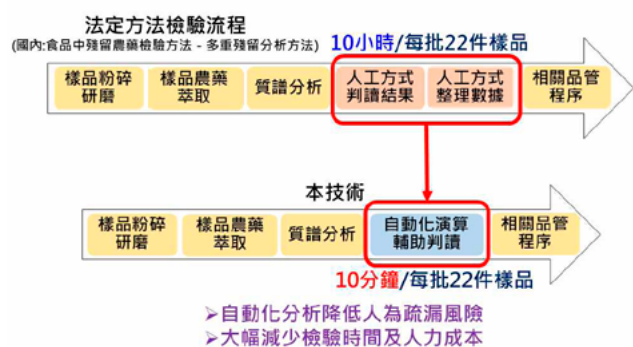 法定方法檢驗流程
(國內:食品中殘留農藥檢驗方法 - 多重殘留分析方法)
10小時/每批22件樣品
樣品粉碎
研磨
樣品農藥
萃取
質譜分析
人工方式
判讀結果
人工方式
整理數據
相關品管
程序
本技術
樣品粉碎
研磨
樣品農藥
萃取
質譜分析
自動化演算
輔助判讀
相關品管
程序
10分鐘/每批22件樣品
➢自動化分析降低人為疏漏風險
➢大幅減少檢驗時間及人力成本